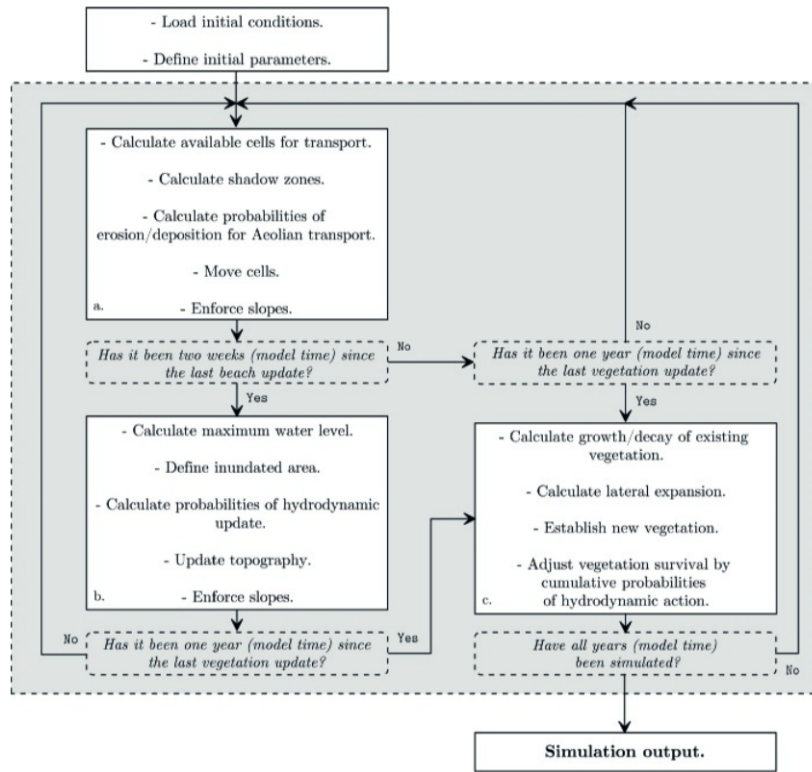 - Load initial conditions.
- Define initial parameters.
- Calculate available cells for transport.
- Calculate shadow zones.
- Calculate probabilities of
erosion/deposition for Aeolian transport.
- Move cells.
a.
- Enforce slopes.
Has it been two weeks (model time) since
the last beach update?
No
Yes
Has it been one year (model time) since
the last vegetation update?
No
Yes
- Calculate maximum water level.
- Define inundated area.
- Calculate probabilities of hydrodynamic
update.
- Update topography.
b.
- Enforce slopes.
Has it been one year (model time) since
the last vegetation update?
No
Yes
- Calculate growth/decay of existing
vegetation.
- Calculate lateral expansion.
- Establish new vegetation.
- Adjust vegetation survival by
cumulative probabilities
c.
of hydrodynamic action.
Have all years (model time)
been simulated?
No
Simulation output.